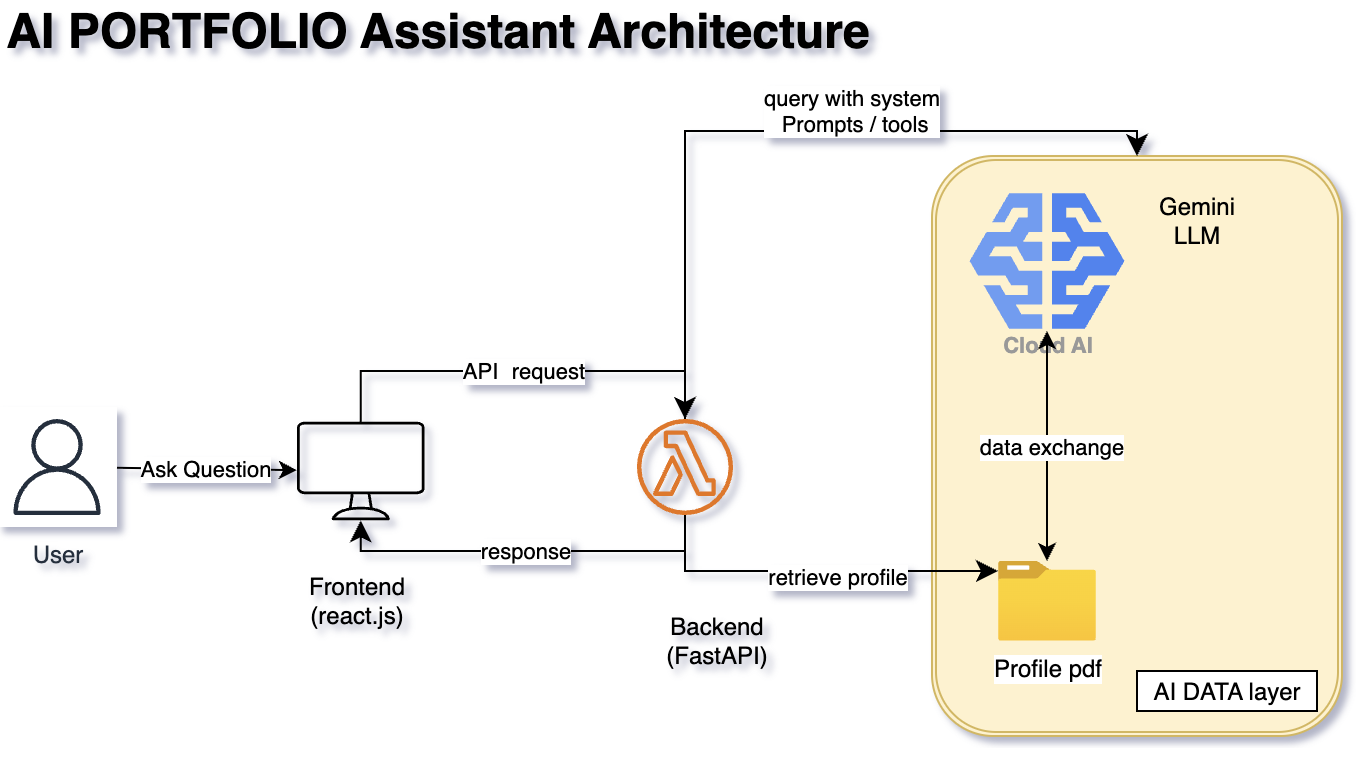 AI PORTFOLIO Assistant Architecture
query with system
Prompts / tools
Gemini
LLM
Cloud AI
API request
data exchange
Ask Question
User
response
Frontend
(react.js)
retrieve profile
Backend
(FastAPI)
Profile pdf
AI DATA layer